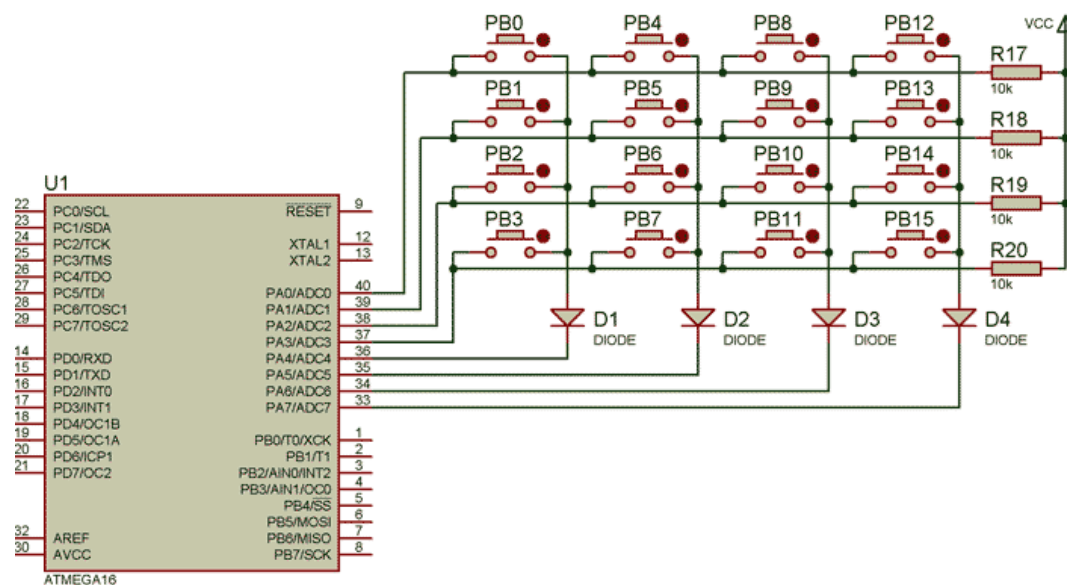 PB0 PB4 PB8 PB12 VCC
R17
10k
PB1 PB5 PB9 PB13
R18
10k
PB2 PB6 PB10 PB14
R19
10k
PB3 PB7 PB11 PB15
R20
10k
U1
22 PC0/SCL RESET 9
23 PC1/SDA
24 PC2/TCK XTAL1 12
25 PC3/TMS XTAL2 13
26 PC4/TDO
27 PC5/TDI PA0/ADC0 40
28 PC6/TOSC1 PA1/ADC1 39
29 PC7/TOSC2 PA2/ADC2 38
PA3/ADC3 37
14 PD0/RXD PA4/ADC4 36
15 PD1/TXD PA5/ADC5 35
16 PD2/INT0 PA6/ADC6 34
17 PD3/INT1 PA7/ADC7 33
18 PD4/OC1B
19 PD5/OC1A PB0/T0/XCK 1
20 PD6/ICP1 PB1/T1 2
21 PD7/OC2 PB2/AIN0/INT2 3
PB3/AIN1/OC0 4
PB4/SS 5
PB5/MOSI 6
32 AREF PB6/MISO 7
30 AVCC PB7/SCK 8
ATMEGA16
D1 D2 D3 D4
DIODE DIODE DIODE DIODE